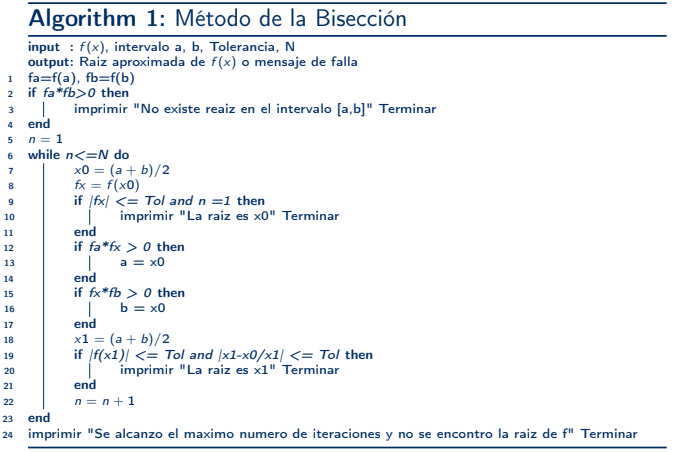 Algorithm 1: Método de la Bisección
input : f(x), intervalo a, b, Tolerancia, N
output: Raiz aproximada de f(x) o mensaje de falla
1 fa=f(a), fb=f(b)
2 if fa*fb>0 then
3 imprimir "No existe reaiz en el intervalo [a,b]" Terminar
4 end
5 n = 1
6 while n<=N do
7 x0 = (a + b)/2
8 fx = f(x0)
9 if |fx| <= Tol and n =1 then
10 imprimir "La raiz es x0" Terminar
11 end
12 if fa*fx > 0 then
13 a = x0
14 end
15 if fx*fb > 0 then
16 b = x0
17 end
18 x1 = (a + b)/2
19 if |f(x1)| <= Tol and |x1-x0/x1| <= Tol then
20 imprimir "La raiz es x1" Terminar
21 end
22 n = n + 1
23 end
24 imprimir "Se alcanzo el maximo numero de iteraciones y no se encontro la raiz de f" Terminar